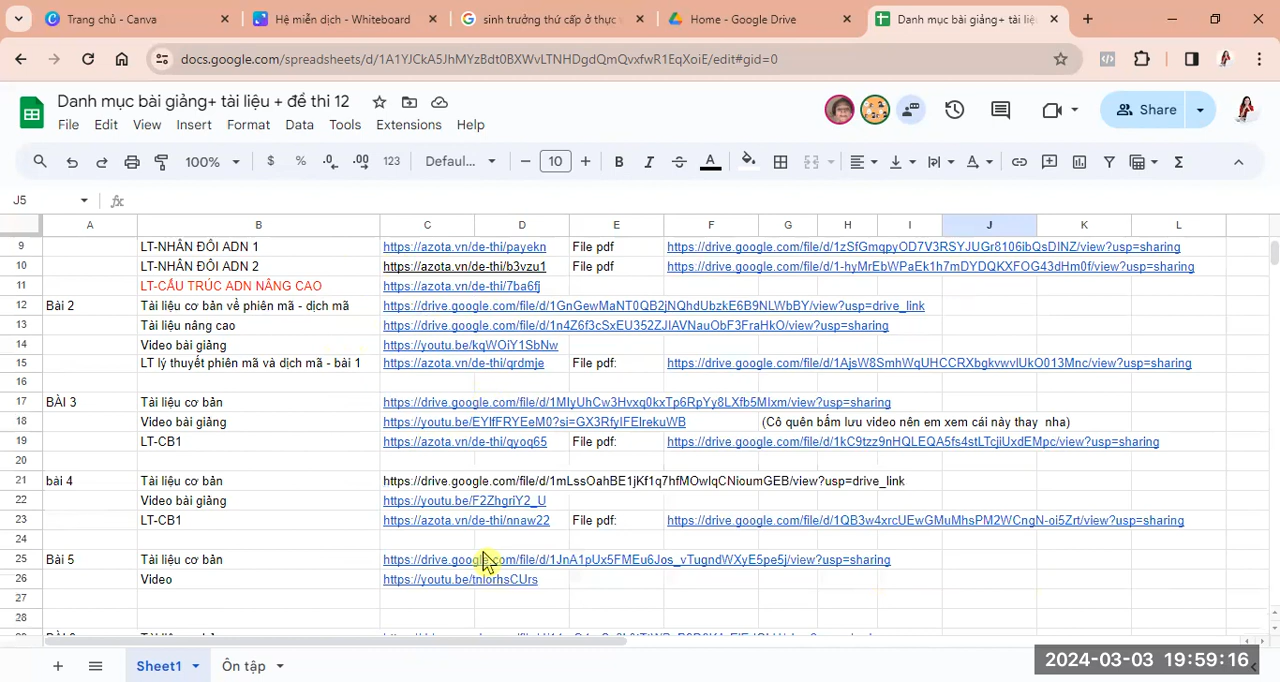 Trang chủ - Canva
Hệ miễn dịch - Whiteboard
sinh trưởng thứ cấp ở thực v
Home - Google Drive
Danh mục bài giảng+ tài liệ
docs.google.com/spreadsheets/d/1A1YJCkA5JhMYzBdt0BXWvLTNHDgdQmQvxfwR1EqXoiE/edit#gid=0
Danh mục bài giảng+ tài liệu + đề thi 12
Share
File Edit View Insert Format Data Tools Extensions Help
100% $ % .0 .00 123 Defaul... 10 B I A
J5 fx
A B C D E F G H I J K L
9 LT-NHÂN ĐÔI ADN 1 https://azota.vn/de-thi/payekn File pdf https://drive.google.com/file/d/1zSfGmqpyOD7V3RSYJUGr8106ibQsDINZ/view?usp=sharing
10 LT-NHÂN ĐÔI ADN 2 https://azota.vn/de-thi/b3vzu1 File pdf https://drive.google.com/file/d/1-hyMrEbWPaEk1h7mDYDQKXFOG43dHm0f/view?usp=sharing
11 LT-CẤU TRÚC ADN NÂNG CAO https://azota.vn/de-thi/7ba6fj
12 Bài 2 Tài liệu cơ bản về phiên mã - dịch mã https://drive.google.com/file/d/1GnGewMaNT0QB2jNQhdUbzkE6B9NLWbBY/view?usp=drive_link
13 Tài liệu nâng cao https://drive.google.com/file/d/1n4Z6f3cSxEU352ZJIAVNauObF3FraHkO/view?usp=sharing
14 Video bài giảng https://youtu.be/kqWOiY1SbNw
15 LT lý thuyết phiên mã và dịch mã - bài 1 https://azota.vn/de-thi/qrdmje File pdf: https://drive.google.com/file/d/1AjsW8SmhWqUHCCRXbgkvwvlUkO013Mnc/view?usp=sharing
16
17 BÀI 3 Tài liệu cơ bản https://drive.google.com/file/d/1MIyUhCw3Hvxq0kxTp6RpYy8LXfb5MIxm/view?usp=sharing
18 Video bài giảng https://youtu.be/EYIfFRYEeM0?si=GX3RfyIFEIrekuWB (Cô quên bấm lưu video nên em xem cái này thay nha)
19 LT-CB1 https://azota.vn/de-thi/qyoq65 File pdf: https://drive.google.com/file/d/1kC9tzz9nHQLEQA5fs4stLTcjiUxdEMpc/view?usp=sharing
20
21 bài 4 Tài liệu cơ bản https://drive.google.com/file/d/1mLssOahBE1jKf1q7hfMOwIqCNioumGEB/view?usp=drive_link
22 Video bài giảng https://youtu.be/F2ZhgriY2_U
23 LT-CB1 https://azota.vn/de-thi/nnaw22 File pdf: https://drive.google.com/file/d/1QB3w4xrcUEwGMuMhsPM2WCngN-oi5Zrt/view?usp=sharing
24
25 Bài 5 Tài liệu cơ bản https://drive.google.com/file/d/1JnA1pUx5FMEu6Jos_vTugndWXyE5pe5j/view?usp=sharing
26 Video https://youtu.be/tnlorhsCUrs
27
28
Sheet1 Ôn tập
2024-03-03 19:59:16